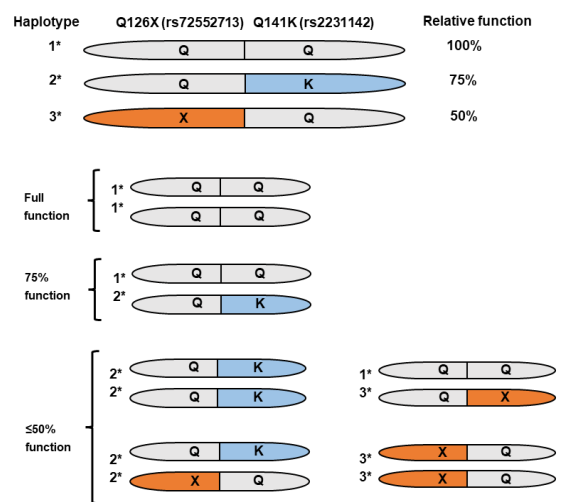 Haplotype Q126X (rs72552713) Q141K (rs2231142) Relative function
1* Q Q 100%
2* Q K 75%
3* X Q 50%
Full function
1* Q Q
1* Q Q
75% function
1* Q Q
2* Q K
≤50% function
2* Q K
2* Q K
1* Q Q
3* Q X
2* Q K
2* X Q
3* X Q
3* X Q